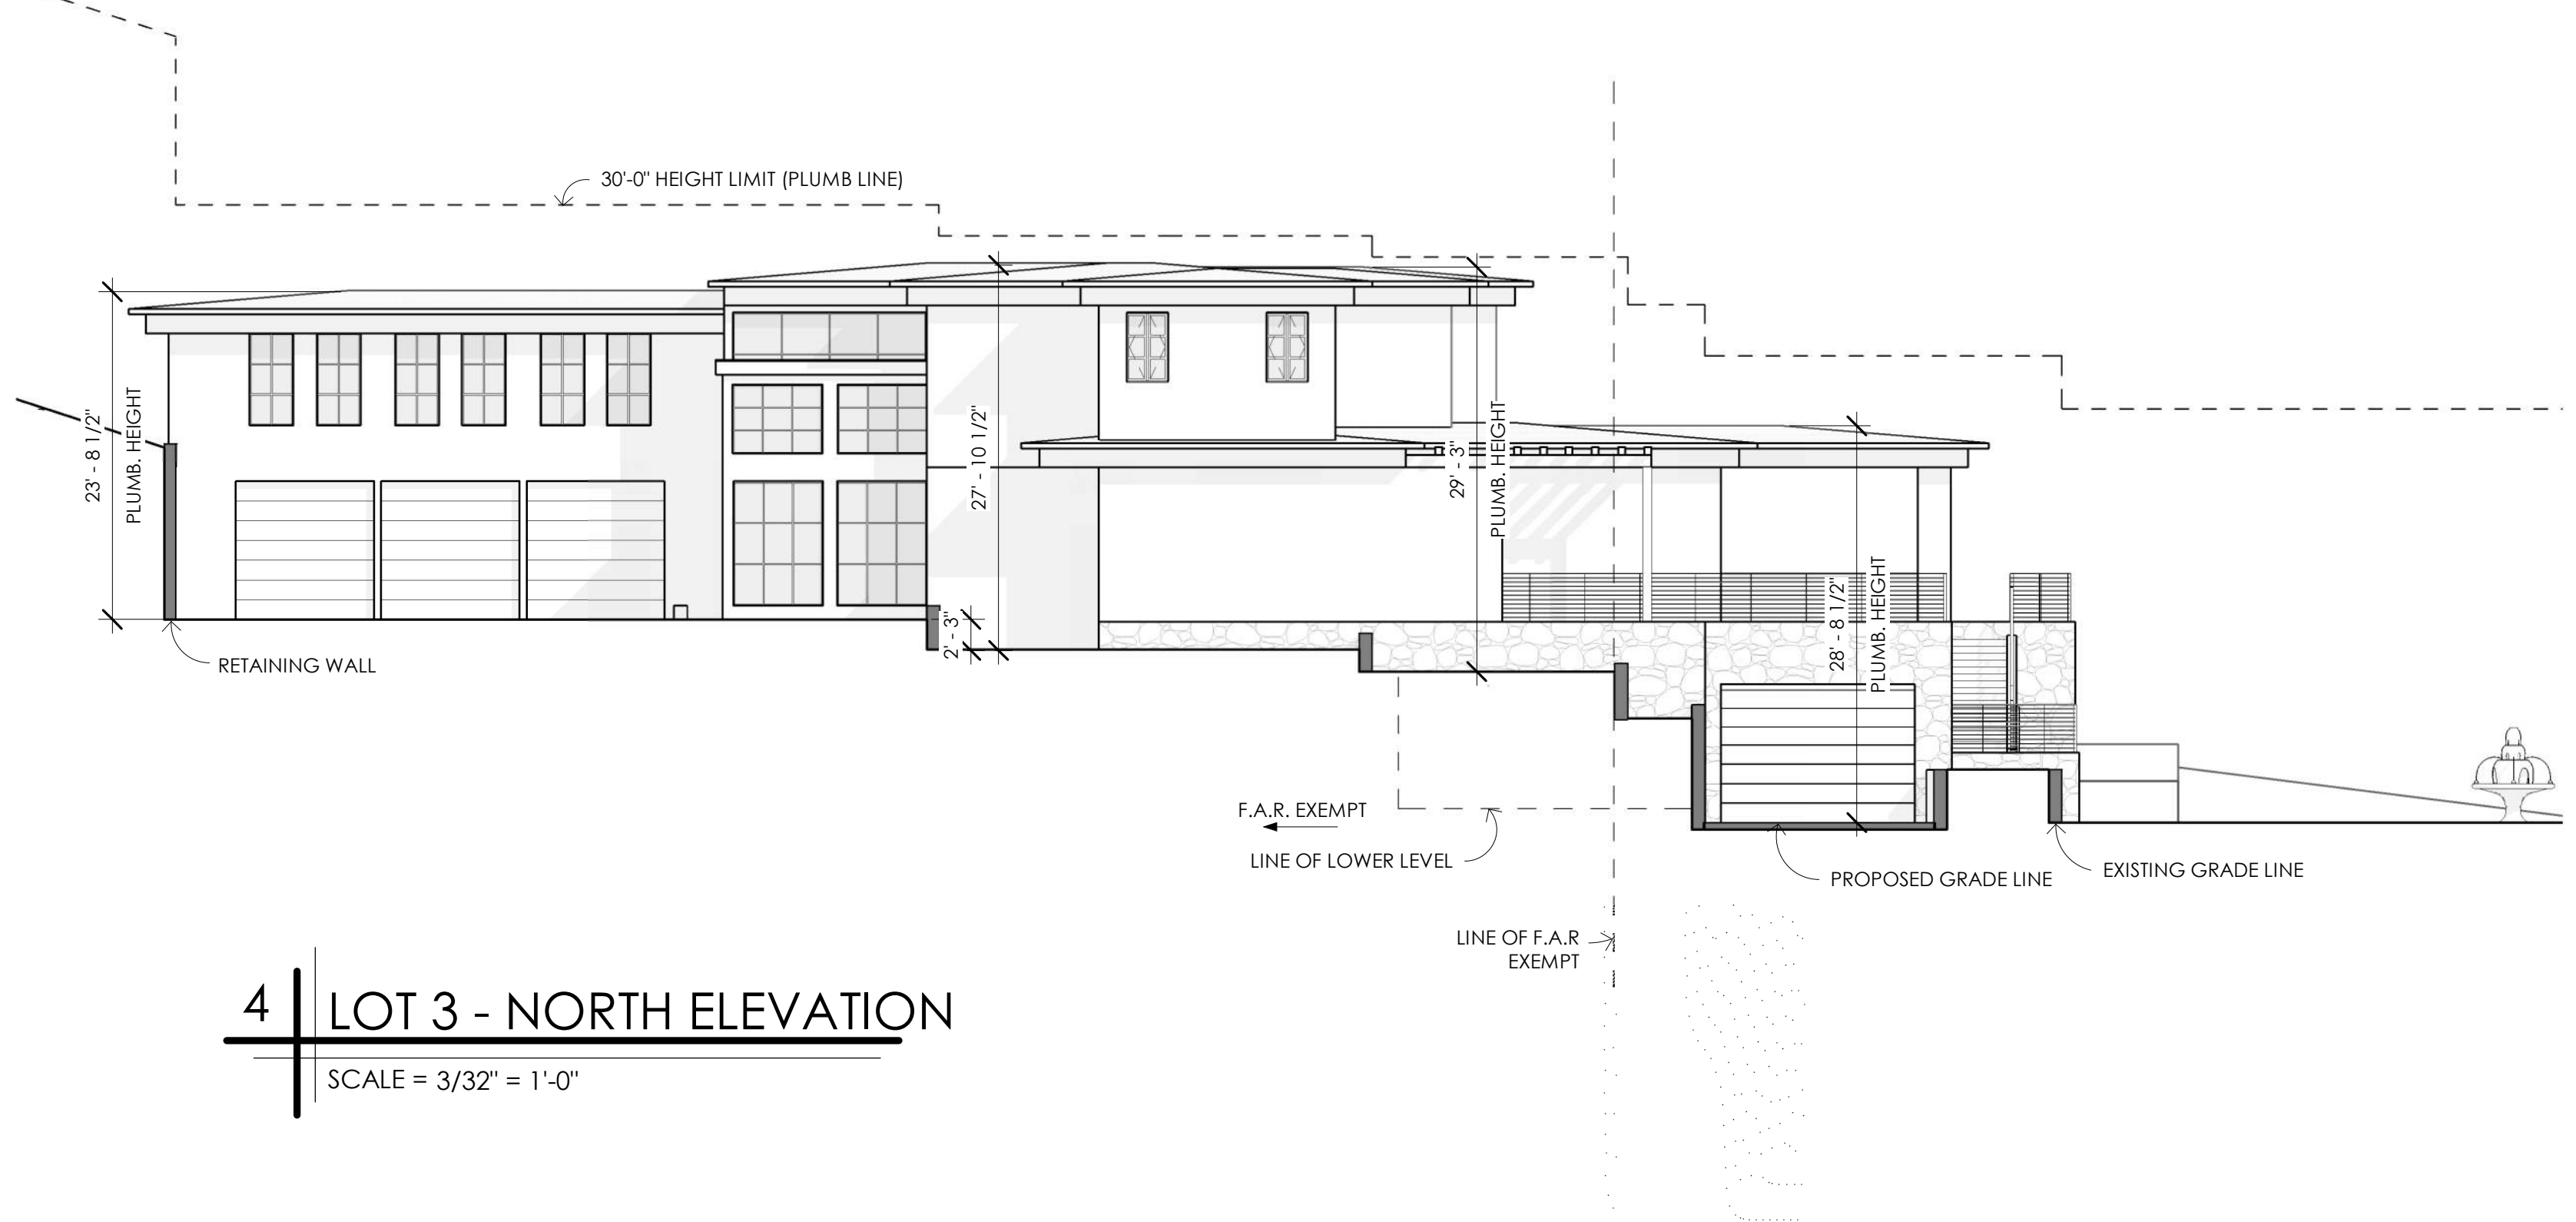 30'-0" HEIGHT LIMIT (PLUMB LINE)
23' - 8 1/2"
PLUMB. HEIGHT
27' - 10 1/2"
29' - 3"
PLUMB. HEIGHT
2' - 3"
28' - 8 1/2"
PLUMB. HEIGHT
RETAINING WALL
F.A.R. EXEMPT
LINE OF LOWER LEVEL
PROPOSED GRADE LINE
EXISTING GRADE LINE
LINE OF F.A.R
EXEMPT
4
LOT 3 - NORTH ELEVATION
SCALE = 3/32" = 1'-0"